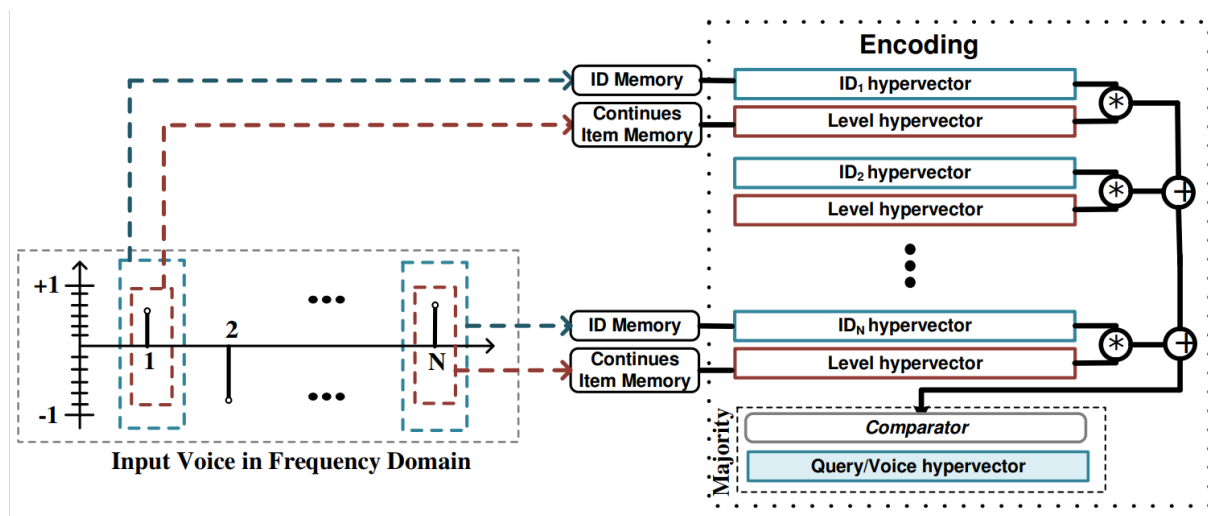 Encoding
ID Memory
ID1 hypervector
*
Continues
Item Memory
Level hypervector
ID2 hypervector
*
+
Level hypervector
+1
2
1
N
-1
ID Memory
IDN hypervector
*
+
Continues
Item Memory
Level hypervector
Majority
Comparator
Query/Voice hypervector
Input Voice in Frequency Domain